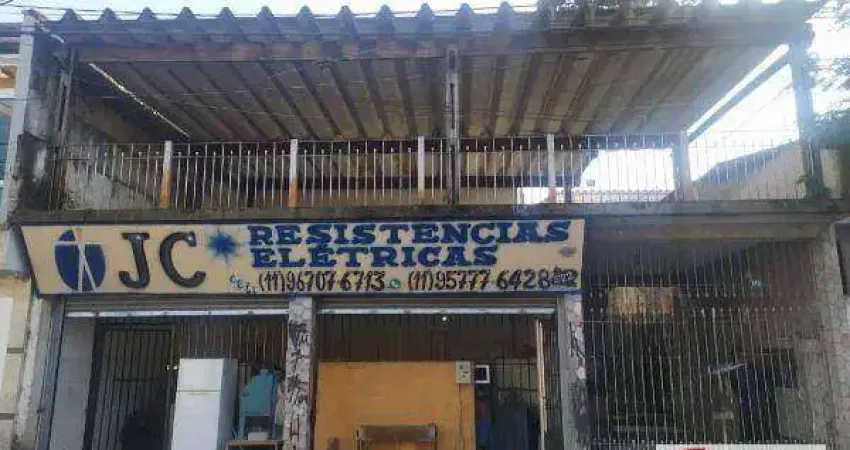 JC RESISTENCIAS
ELÉTRICAS
(11)96707-6713 (11)95777-6428